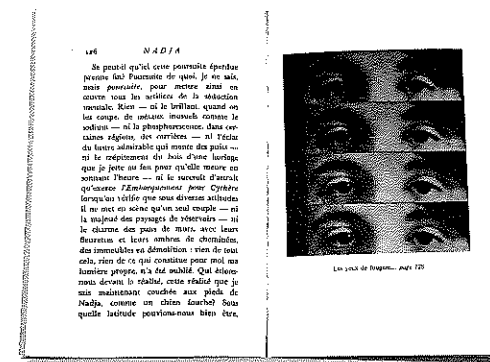 126 NADJA
Se peut-il qu'ici cette poursuite éperdue
prenne fin? Poursuite de quoi, je ne sais,
mais poursuite, pour mettre ainsi en
œuvre tous les artifices de la séduction
mentale. Rien — ni le brillant, quand on
les coupe, de métaux inusuels comme le
sodium — ni la phosphorescence, dans cer-
taines régions, des carrières — ni l'éclat
du lustre admirable qui monte des puits —
ni le crépitement du bois d'une horloge
que je jette au feu pour qu'elle meure en
sonnant l'heure — ni le surcroît d'attrait
qu'exerce l'Embarquement pour Cythère
lorsqu'on vérifie que sous diverses attitudes
il ne met en scène qu'un seul couple — ni
la majesté des paysages de réservoirs — ni
le charme des pans de murs, avec leurs
fleurettes et leurs ombres de cheminées,
des immeubles en démolition : rien de tout
cela, rien de ce qui constitue pour moi ma
lumière propre, n'a été oublié. Qui étions-
nous devant la réalité, cette réalité que je
sais maintenant couchée aux pieds de
Nadja, comme un chien fourbe? Sous
quelle latitude pouvions-nous bien être,
Les yeux de fougère... page 129